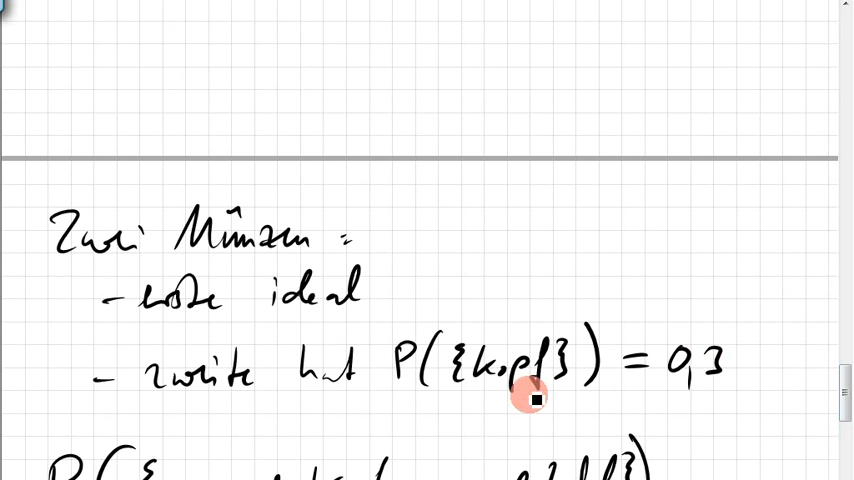 Zwei Münzen:
- erste ideal
- zweite hat P({Kopf}) = 0,3
P({